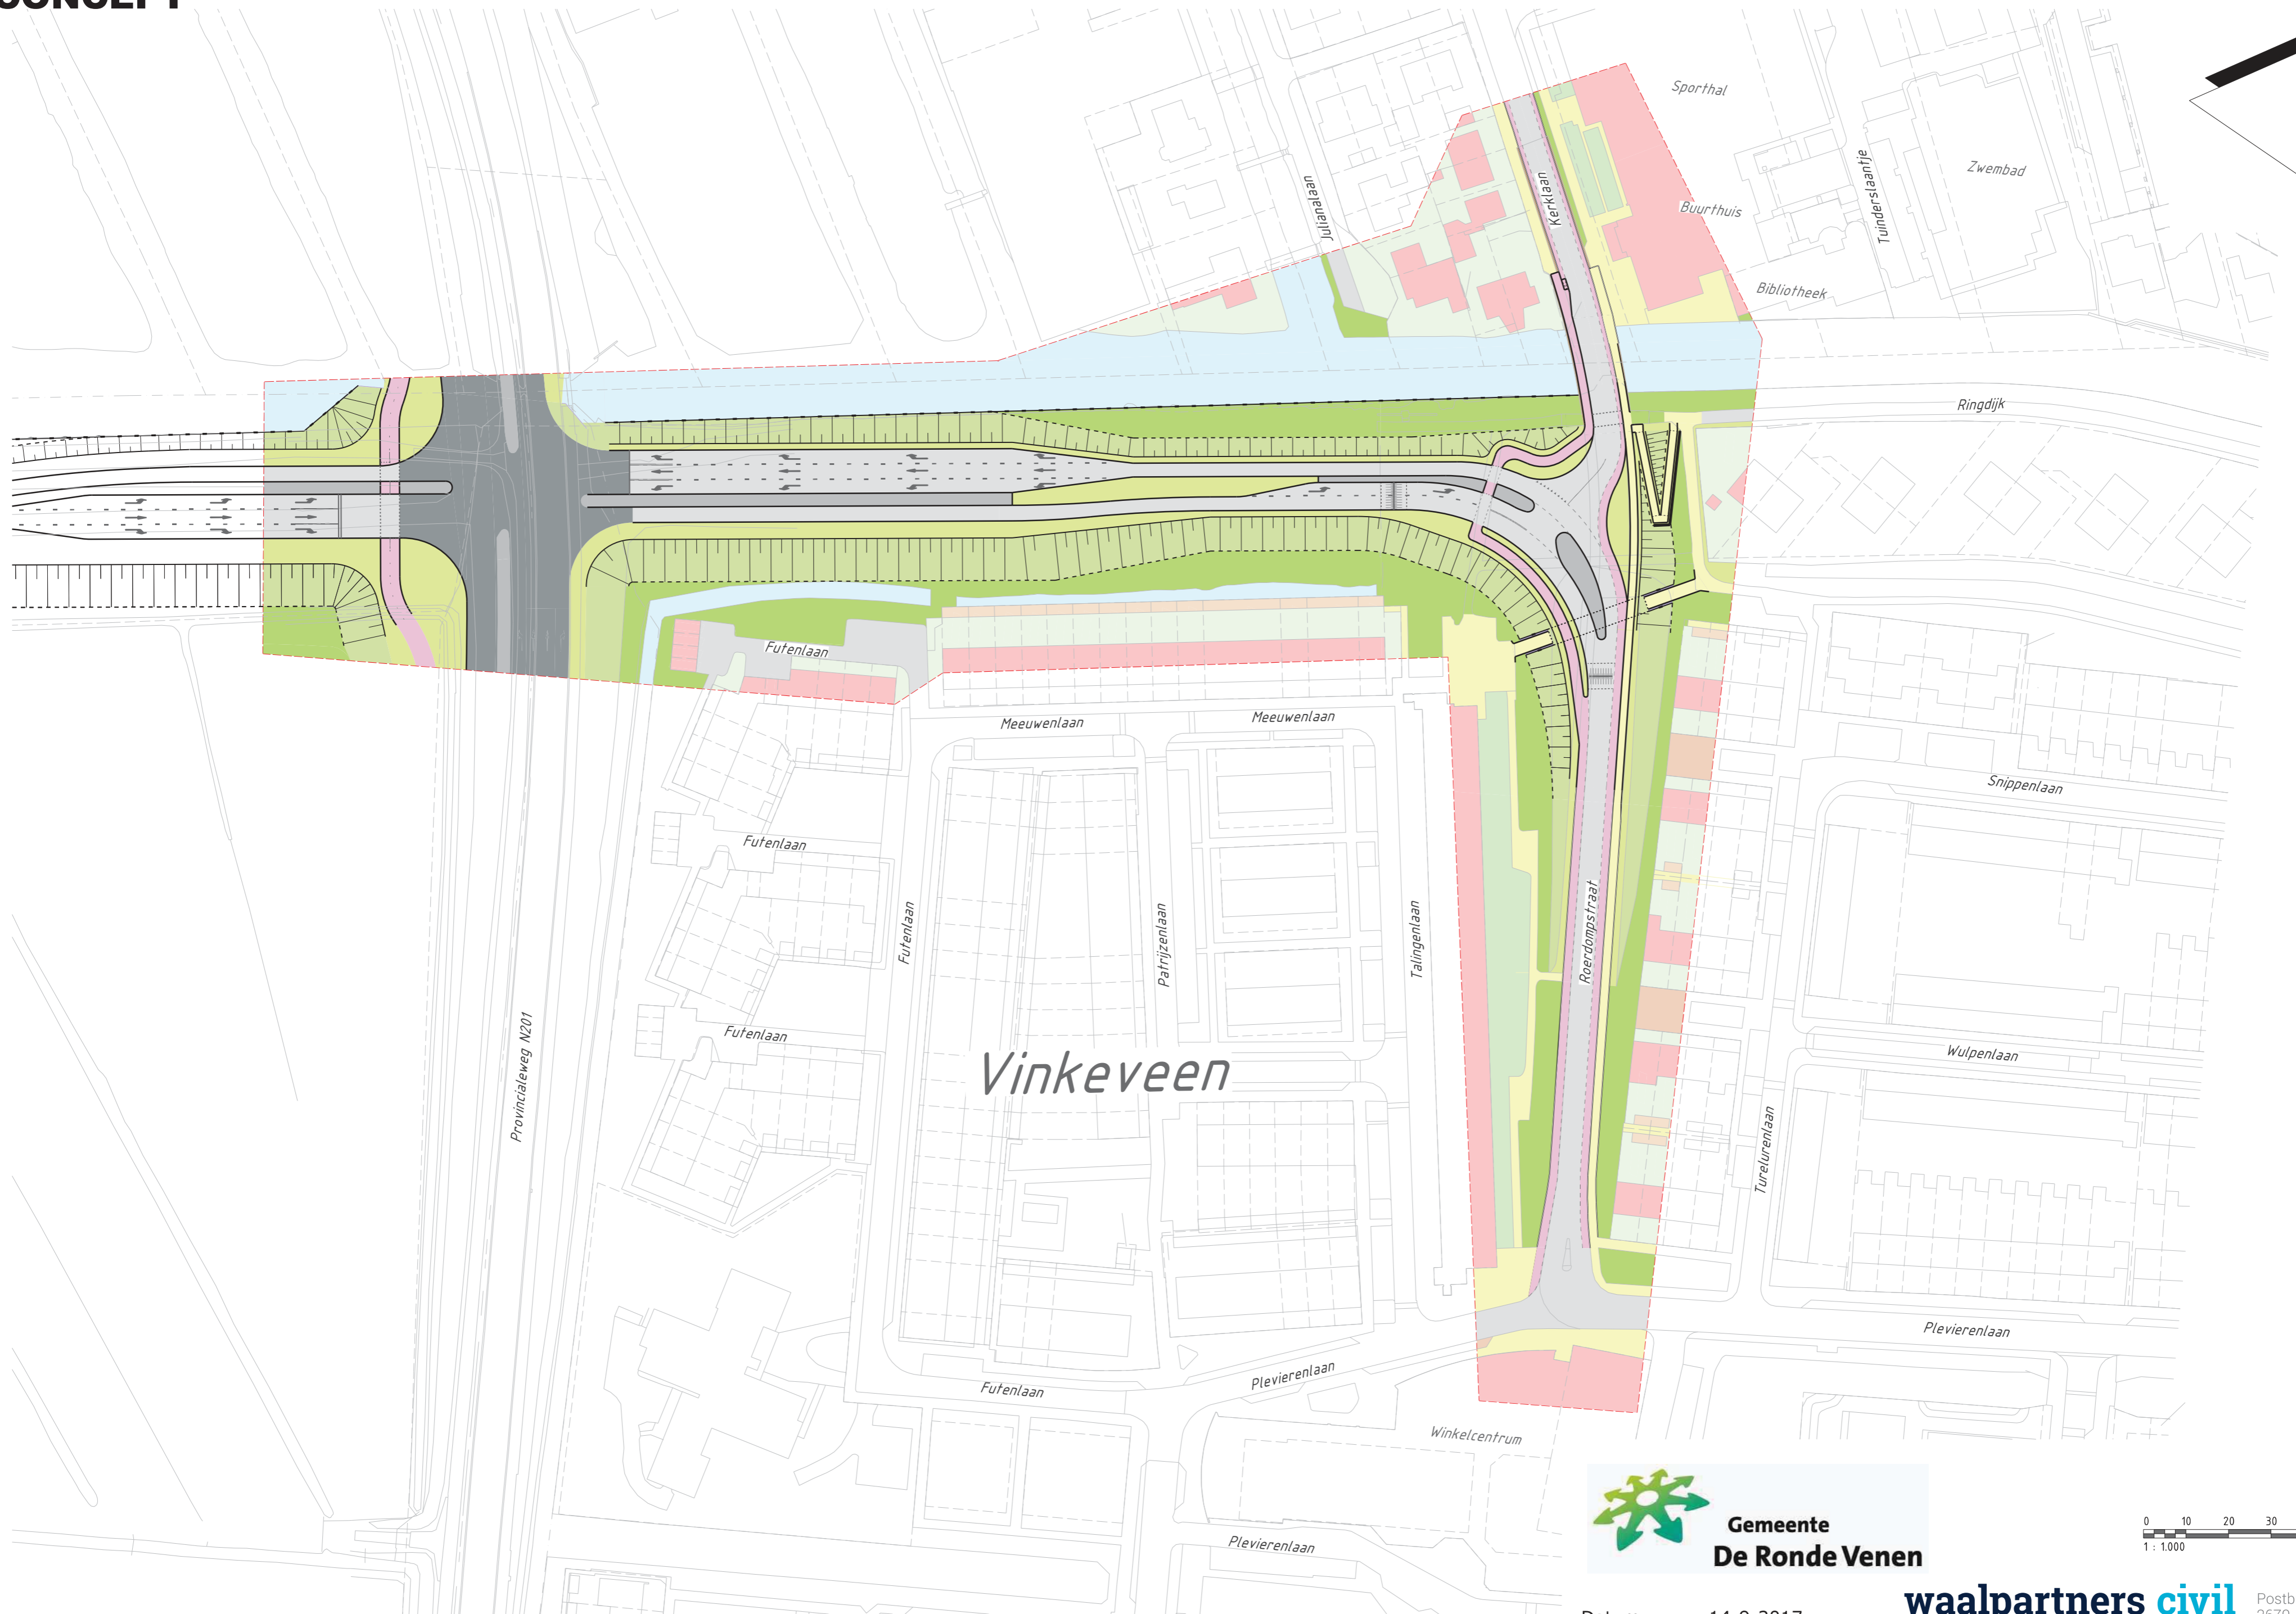 CONCEPT
Sporthal
Zwembad
Tuinderslaantje
Kerklaan
Julianalaan
Buurthuis
Bibliotheek
Ringdijk
Futenlaan
Meeuwenlaan
Meeuwenlaan
Snippenlaan
Futenlaan
Futenlaan
Patrijzenlaan
Talingenlaan
Roerdompstraat
Futenlaan
Provincialeweg N201
Vinkeveen
Wulpenlaan
Turelurenlaan
Plevierenlaan
Futenlaan
Plevierenlaan
Winkelcentrum
Plevierenlaan
Gemeente
De Ronde Venen
0 10 20 30
1 : 1.000
waalpartners civil